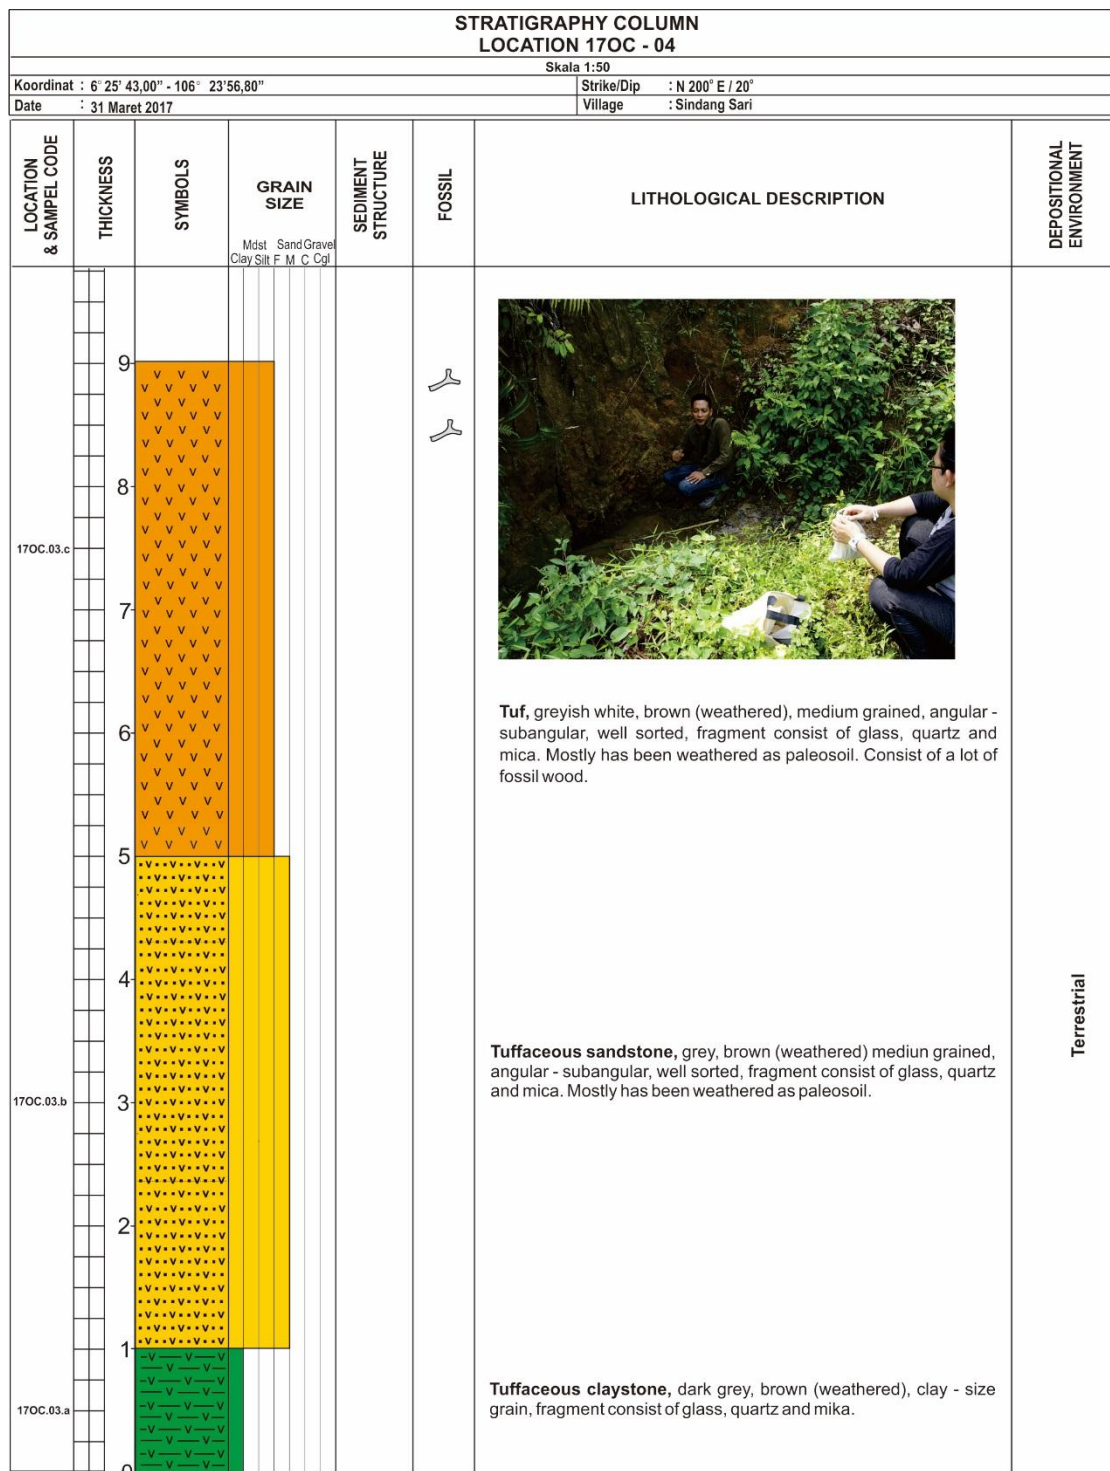 STRATIGRAPHY COLUMN
LOCATION 17OC - 04
Skala 1:50
Koordinat : 6° 25' 43,00" - 106° 23'56,80"
Strike/Dip : N 200° E / 20°
Date : 31 Maret 2017
Village : Sindang Sari
LOCATION
& SAMPEL CODE
THICKNESS
SYMBOLS
GRAIN
SIZE
Mdst Sand Gravel
Clay Silt F M C Cgl
SEDIMENT
STRUCTURE
FOSSIL
LITHOLOGICAL DESCRIPTION
DEPOSITIONAL
ENVIRONMENT
9
8
17OC.03.c
7
Tuf, greyish white, brown (weathered), medium grained, angular -
subangular, well sorted, fragment consist of glass, quartz and
mica. Mostly has been weathered as paleosoil. Consist of a lot of
fossil wood.
6
5
4
Terrestrial
Tuffaceous sandstone, grey, brown (weathered) mediun grained,
angular - subangular, well sorted, fragment consist of glass, quartz
and mica. Mostly has been weathered as paleosoil.
17OC.03.b
3
2
1
Tuffaceous claystone, dark grey, brown (weathered), clay - size
grain, fragment consist of glass, quartz and mika.
17OC.03.a
0